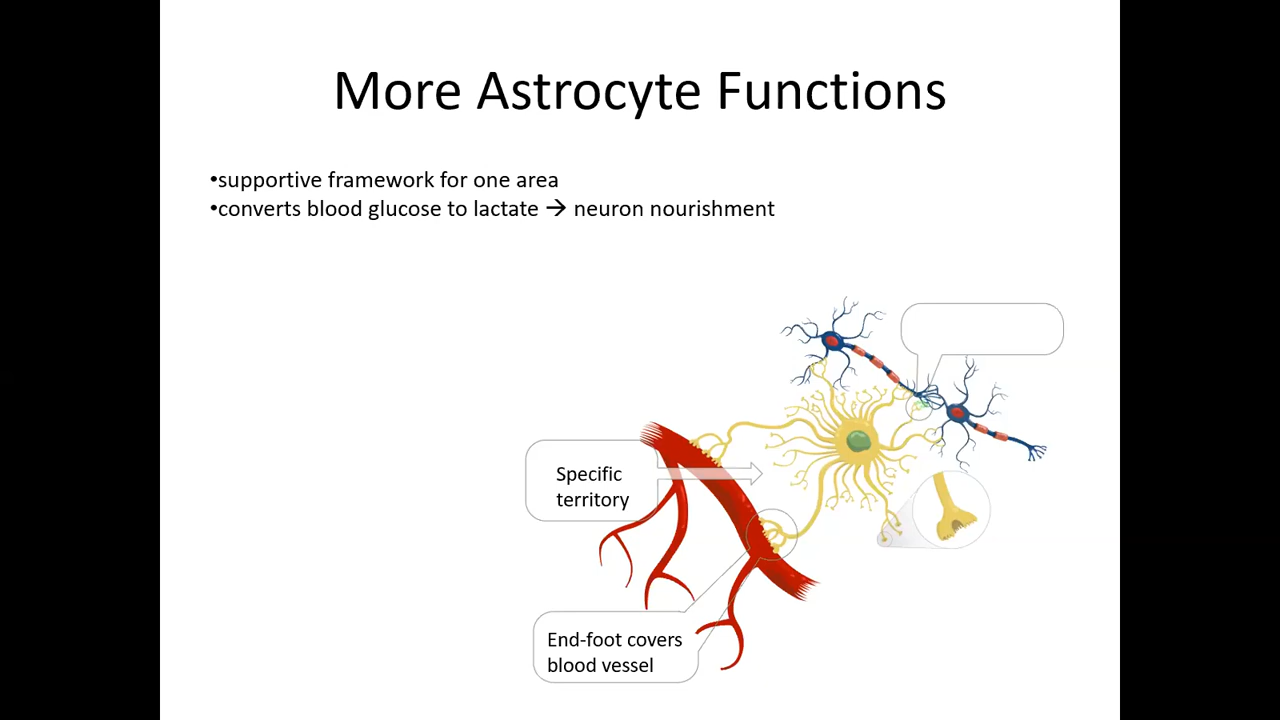 More Astrocyte Functions
•supportive framework for one area
•converts blood glucose to lactate → neuron nourishment
Specific
territory
End-foot covers
blood vessel